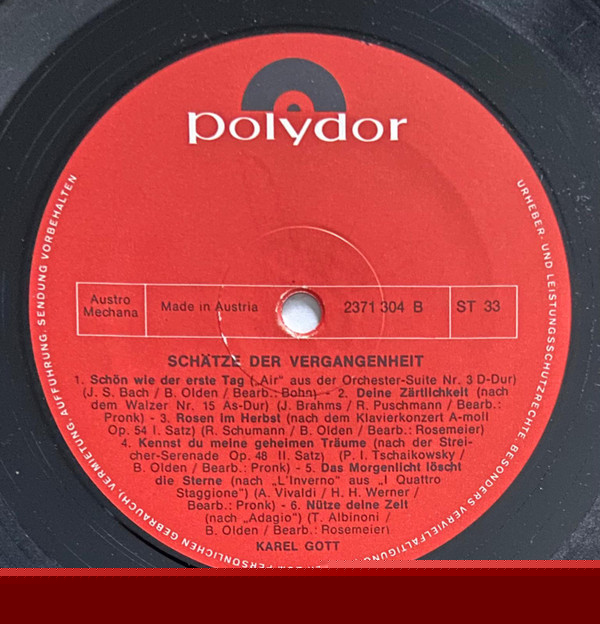 polydor
Austro
Mechana
Made in Austria
2371 304 B
ST 33
SCHÄTZE DER VERGANGENHEIT
1. Schön wie der erste Tag („Air" aus der Orchester-Suite Nr. 3 D-Dur)
(J. S. Bach / B. Olden / Bearb.: Bohn) - 2. Deine Zärtlichkeit (nach
dem Walzer Nr. 15 As-Dur) (J. Brahms / R. Puschmann / Bearb.:
Pronk) - 3. Rosen im Herbst (nach dem Klavierkonzert A-moll
Op. 54 I. Satz) (R. Schumann / B. Olden / Bearb.: Rosemeier)
4. Kennst du meine geheimen Träume (nach der Strei-
cher-Serenade Op. 48 II. Satz) (P. I. Tschaikowsky /
B. Olden / Bearb.: Pronk) - 5. Das Morgenlicht löscht
die Sterne (nach „L'Inverno" aus „I Quattro
Staggione") (A. Vivaldi / H. H. Werner /
Bearb.: Pronk) - 6. Nütze deine Zeit
(nach „Adagio") (T. Albinoni /
B. Olden / Bearb.: Rosemeier)
KAREL GOTT
URHEBER- UND LEISTUNGSSCHUTZRECHTE, BESONDERS VERVIELFÄLTIGUNG
PERSÖNLICHEN GEBRAUCH), VERMIETUNG, AUFFÜHRUNG, SENDUNG VORBEHALTEN